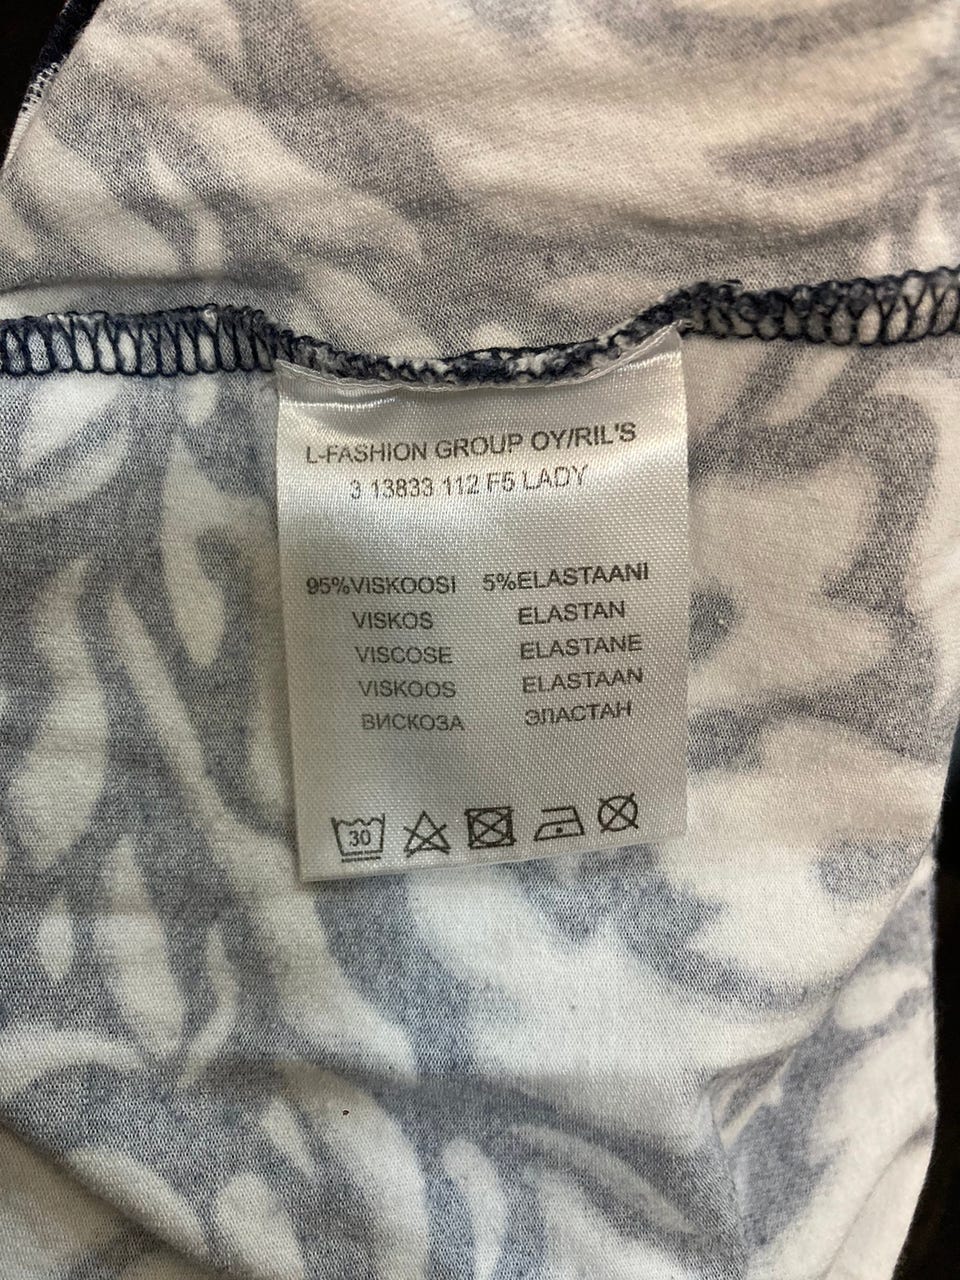 L-FASHION GROUP OY/RIL'S
3 13833 112 F5 LADY
95%VISKOOSI 5%ELASTAANI
VISKOS ELASTAN
VISCOSE ELASTANE
VISKOOS ELASTAAN
ВИСКОЗА ЭЛАСТАН
30